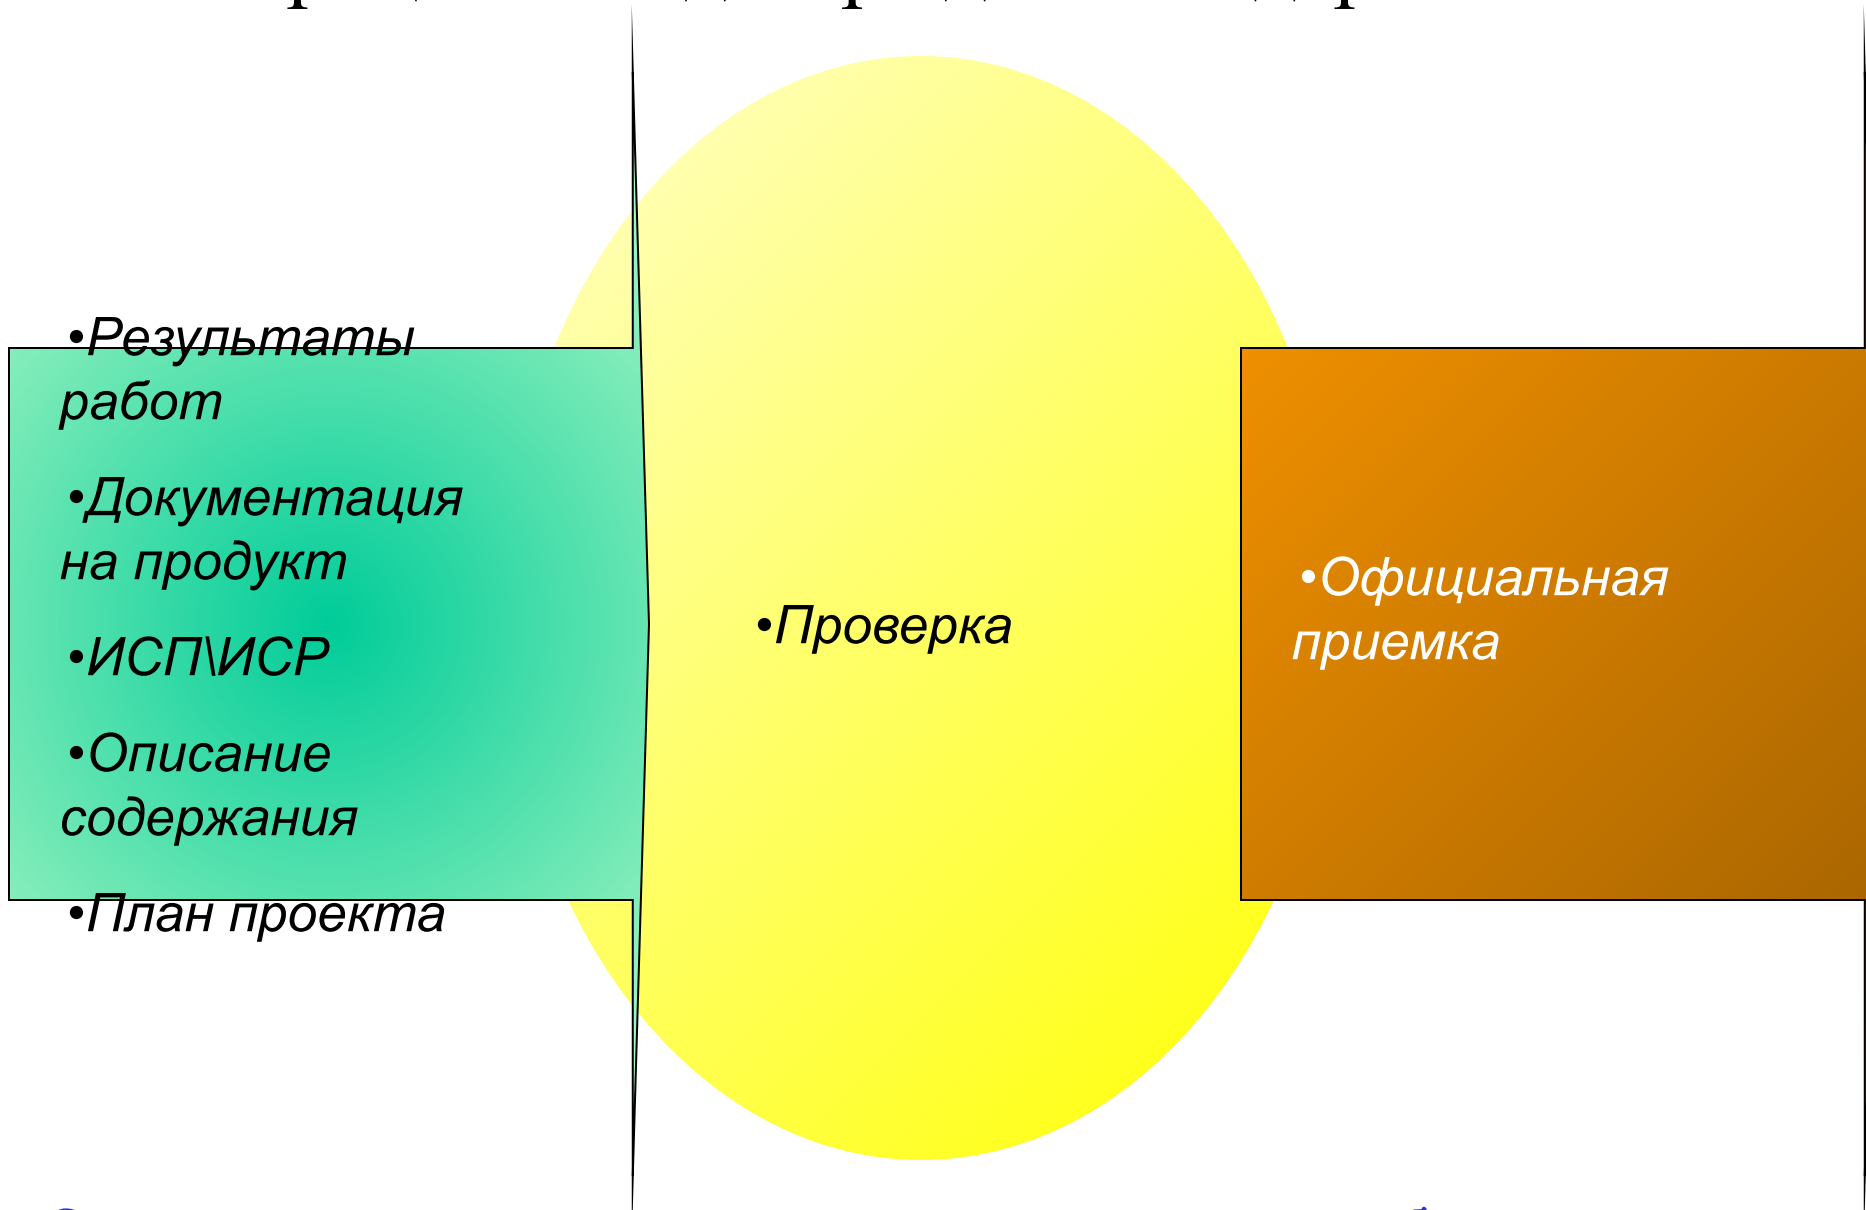 •Результаты
работ
•Документация
на продукт
•ИСП\ИСР
•Описание
содержания
•План проекта
•Проверка
•Официальная
приемка